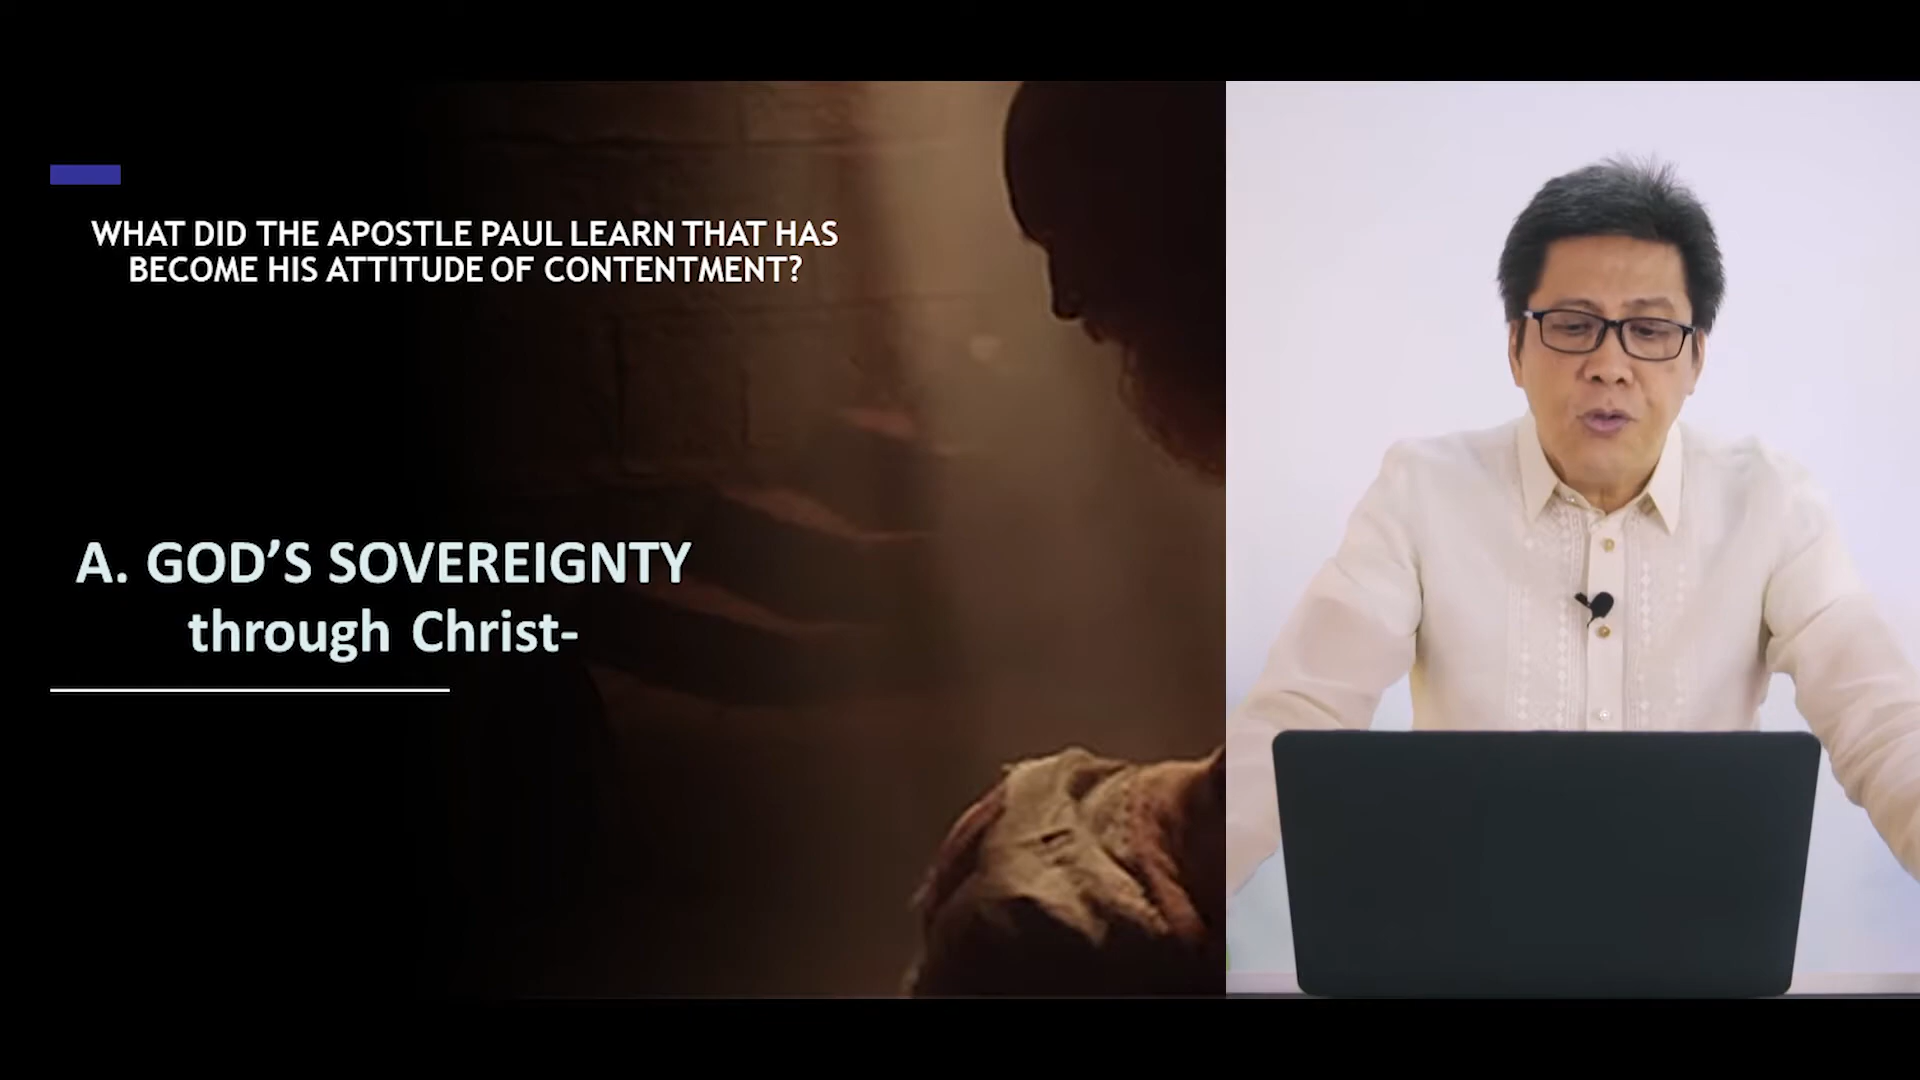 WHAT DID THE APOSTLE PAUL LEARN THAT HAS
BECOME HIS ATTITUDE OF CONTENTMENT?
A. GOD’S SOVEREIGNTY
through Christ-